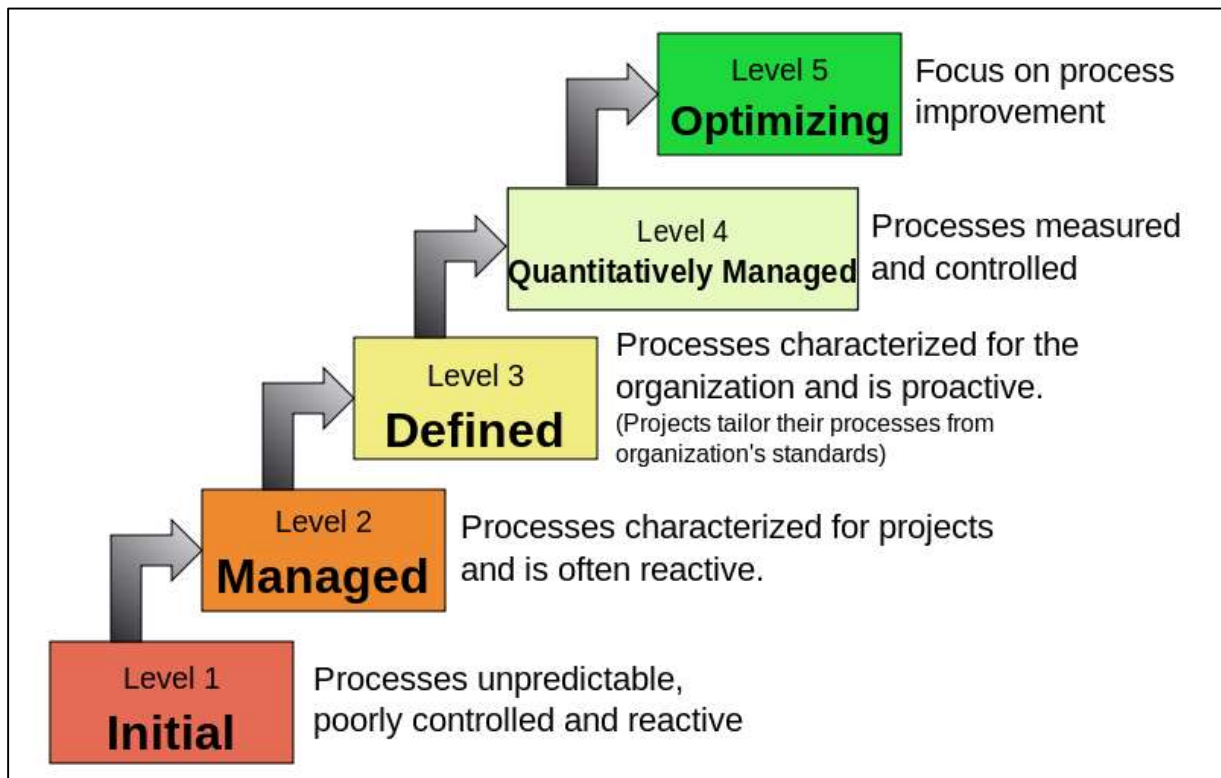 Level 5
Optimizing
Focus on process
improvement
Level 4
Quantitatively Managed
Processes measured
and controlled
Level 3
Defined
Processes characterized for the
organization and is proactive.
(Projects tailor their processes from
organization's standards)
Level 2
Managed
Processes characterized for projects
and is often reactive.
Level 1
Initial
Processes unpredictable,
poorly controlled and reactive